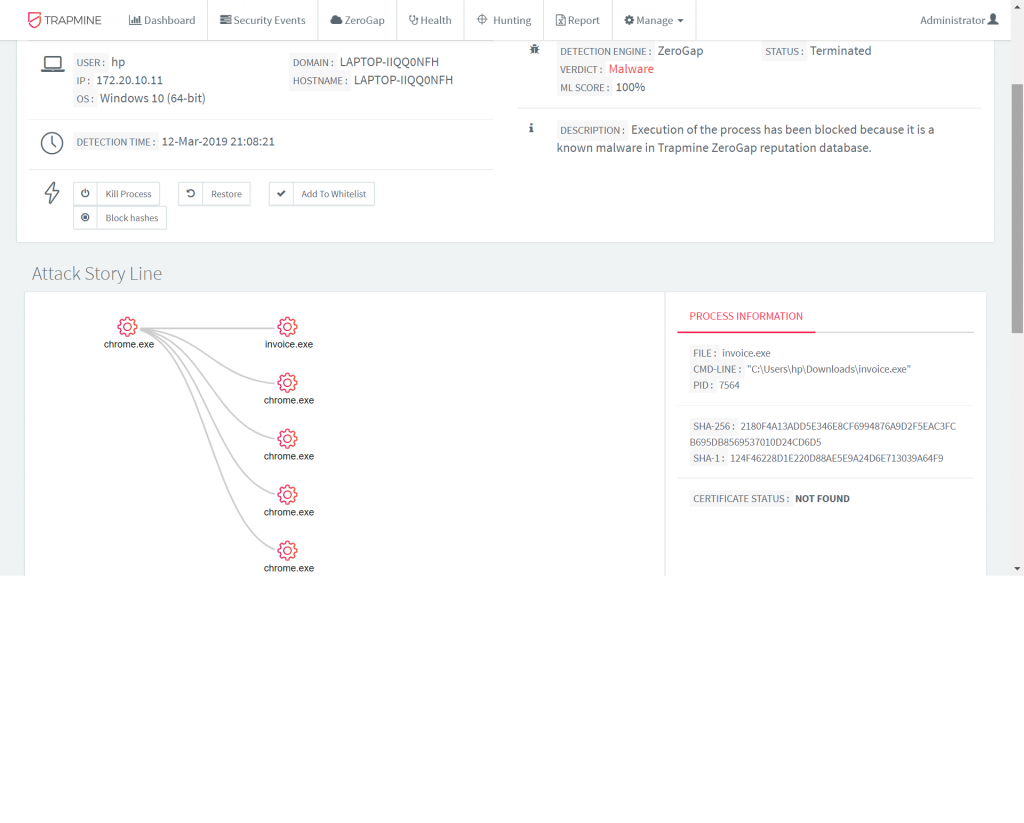 TRAPMINE Dashboard Security Events ZeroGap Health Hunting Report Manage Administrator
USER : hp
IP : 172.20.10.11
OS : Windows 10 (64-bit)
DOMAIN : LAPTOP-IIQQ0NFH
HOSTNAME : LAPTOP-IIQQ0NFH
DETECTION TIME : 12-Mar-2019 21:08:21
Kill Process Restore Add To Whitelist
Block hashes
DETECTION ENGINE : ZeroGap STATUS : Terminated
VERDICT : Malware
ML SCORE : 100%
DESCRIPTION : Execution of the process has been blocked because it is a
known malware in Trapmine ZeroGap reputation database.
Attack Story Line
chrome.exe invoice.exe
chrome.exe
chrome.exe
chrome.exe
chrome.exe
PROCESS INFORMATION
FILE : invoice.exe
CMD-LINE : "C:\Users\hp\Downloads\invoice.exe"
PID : 7564
SHA-256 : 2180F4A13ADD5E346E8CF6994876A9D2F5EAC3FC
B695DB8569537010D24CD6D5
SHA-1 : 124F46228D1E220D88AE5E9A24D6E713039A64F9
CERTIFICATE STATUS : NOT FOUND